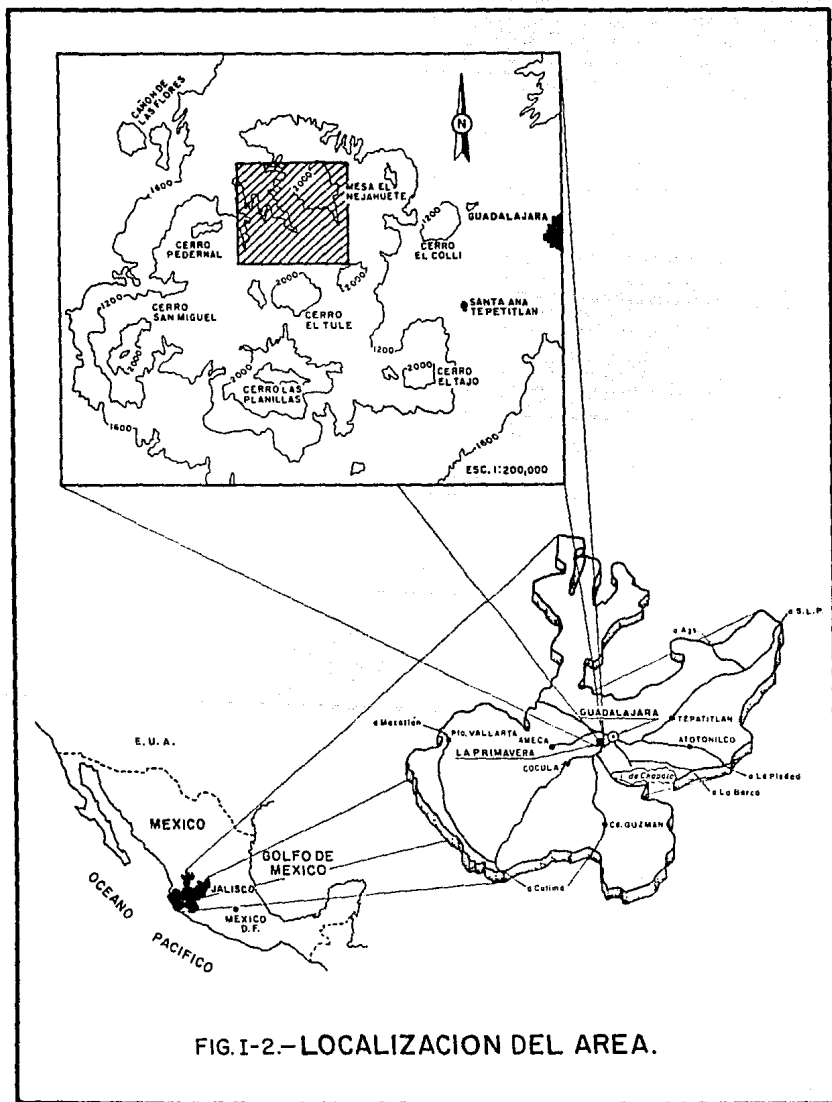 CAÑON DE
LAS FLORES
N
1600
2000
MESA EL
NEJAHUETE
GUADALAJARA
1200
CERRO
EL COLLI
CERRO
PEDERNAL
2000
2000
1200
CERRO
SAN MIGUEL
CERRO
EL TULE
SANTA ANA
TEPETITLAN
2000
2000
1200
2000
CERRO
EL TAJO
CERRO LAS
PLANILLAS
1600
1600
ESC. 1:200,000
a S.L.P.
a Ags.
GUADALAJARA
TEPATITLAN
a Mazatlan
Pto. VALLARTA
AMECA
ATOTONILCO
LA PRIMAVERA
COCULA
L. de Chapala
a La Piedad
a La Barca
Cd. GUZMAN
a Colima
E.U.A.
MEXICO
GOLFO DE
MEXICO
JALISCO
MEXICO
D.F.
OCEANO
PACIFICO
FIG. I-2.-LOCALIZACION DEL AREA.